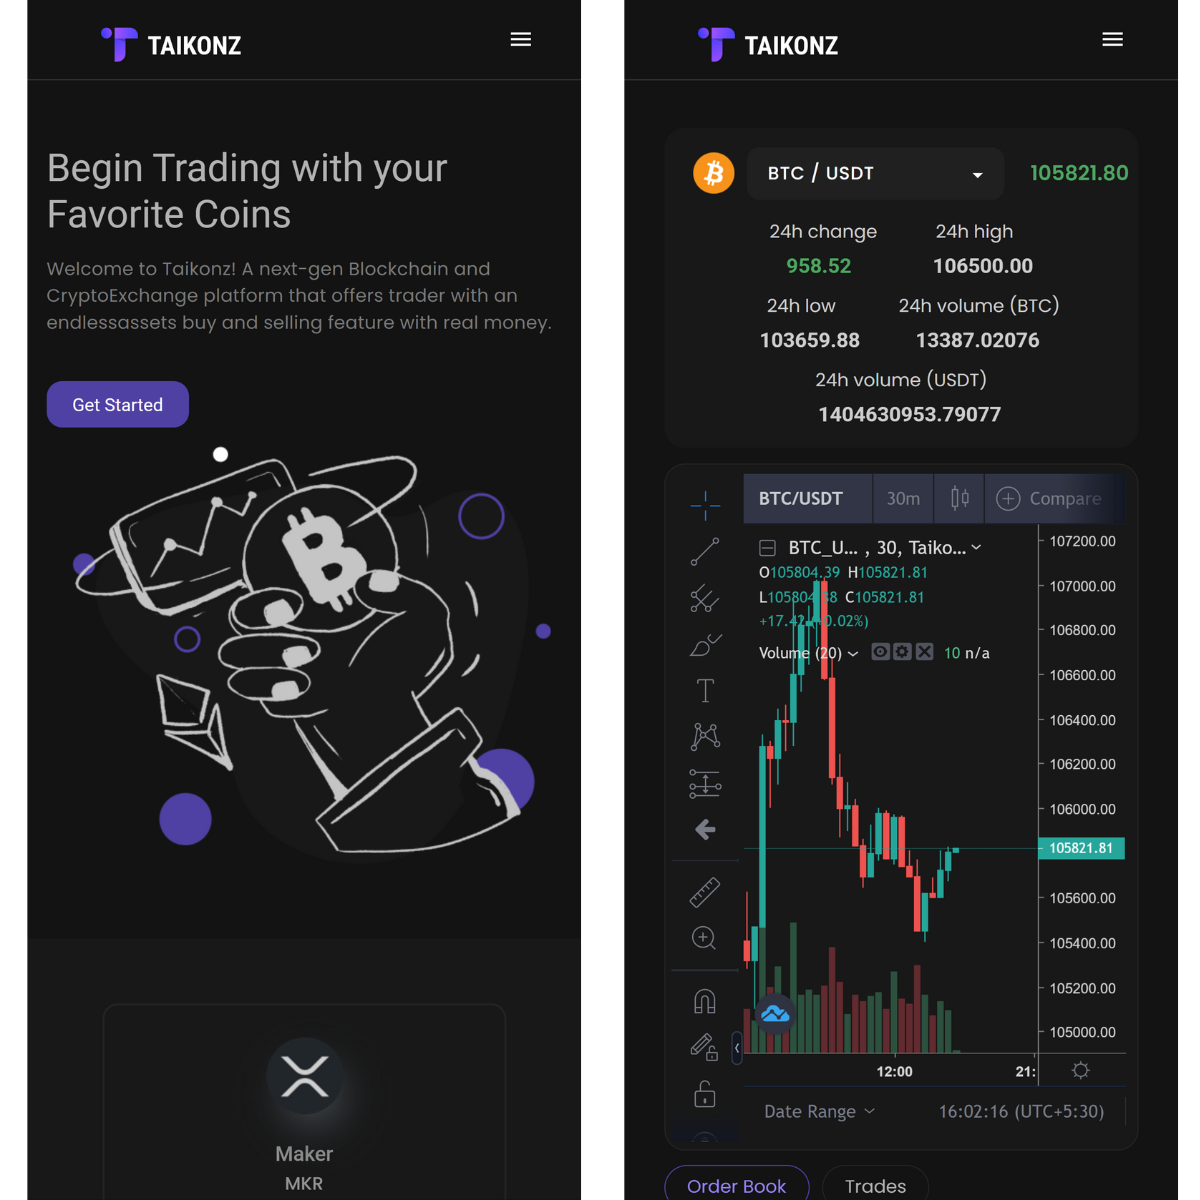 TAIKONZ
Begin Trading with your
Favorite Coins
Welcome to Taikonz! A next-gen Blockchain and
CryptoExchange platform that offers trader with an
endlessassets buy and selling feature with real money.
Get Started
Maker
MKR
TAIKONZ
BTC / USDT
105821.80
24h change
24h high
958.52
106500.00
24h low
24h volume (BTC)
103659.88
13387.02076
24h volume (USDT)
1404630953.79077
BTC/USDT 30m Compare
BTC_U... , 30, Taiko...
O105804.39 H105821.81
L105804.38 C105821.81
+17.42 (0.02%)
Volume (20) 10 n/a
107200.00
107000.00
106800.00
106600.00
106400.00
106200.00
106000.00
105821.81
105600.00
105400.00
105200.00
105000.00
12:00
21:
Date Range
16:02:16 (UTC+5:30)
Order Book
Trades